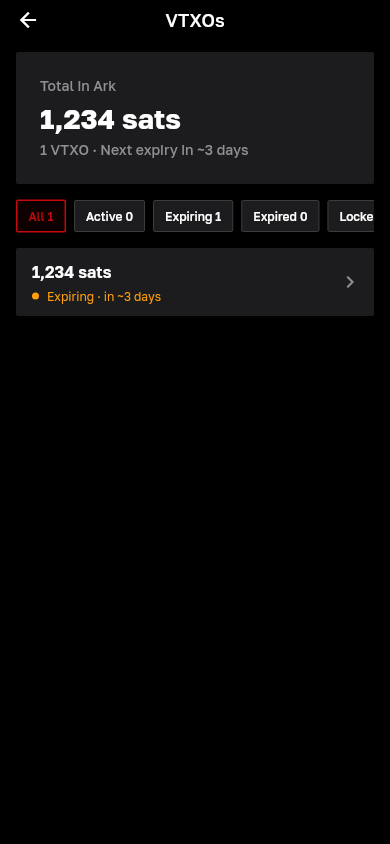 VTXOs
Total in Ark
1,234 sats
1 VTXO · Next expiry in ~3 days
All 1
Active 0
Expiring 1
Expired 0
Locke
1,234 sats
Expiring · in ~3 days